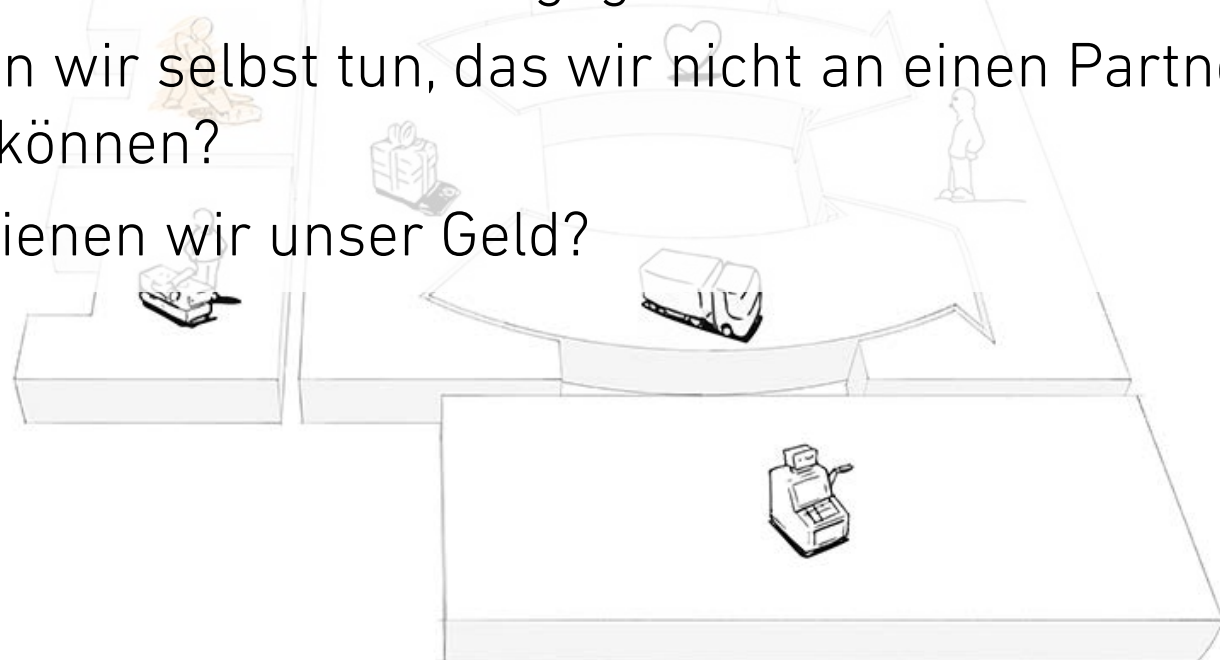 n wir selbst tun, das wir nicht an einen Partn
können?
ienen wir unser Geld?